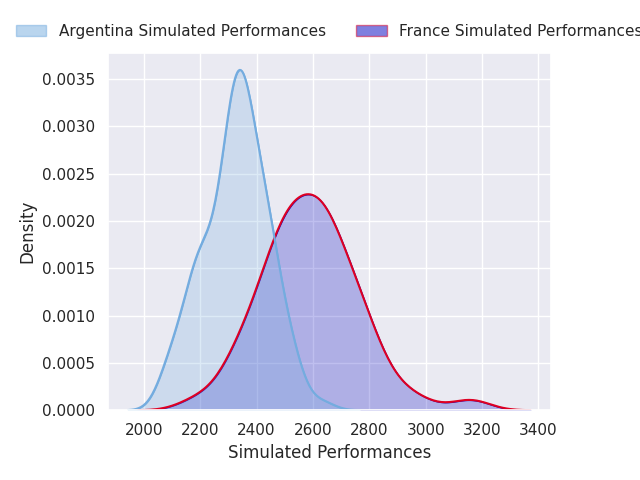 Argentina Simulated Performances France Simulated Performances
0.0035
0.0030
0.0025
0.0020
0.0015
0.0010
0.0005
0.0000
Density
2000 2200 2400 2600 2800 3000 3200 3400
Simulated Performances